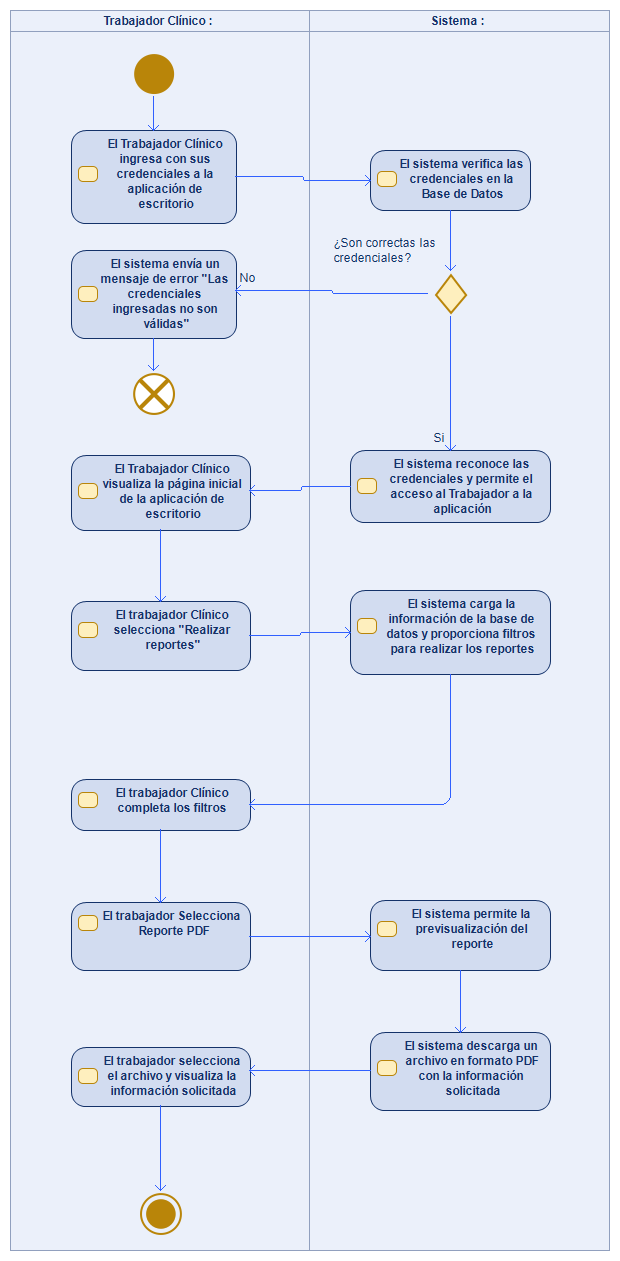 Trabajador Clínico :
Sistema :
El Trabajador Clínico
ingresa con sus
credenciales a la
aplicación de
escritorio
El sistema verifica las
credenciales en la
Base de Datos
¿Son correctas las
credenciales?
No
El sistema envía un
mensaje de error "Las
credenciales
ingresadas no son
válidas"
Si
El sistema reconoce las
credenciales y permite el
acceso al Trabajador a la
aplicación
El Trabajador Clínico
visualiza la página inicial
de la aplicación de
escritorio
El trabajador Clínico
selecciona "Realizar
reportes"
El sistema carga la
información de la base de
datos y proporciona filtros
para realizar los reportes
El trabajador Clínico
completa los filtros
El trabajador Selecciona
Reporte PDF
El sistema permite la
previsualización del
reporte
El sistema descarga un
archivo en formato PDF
con la información
solicitada
El trabajador selecciona
el archivo y visualiza la
información solicitada